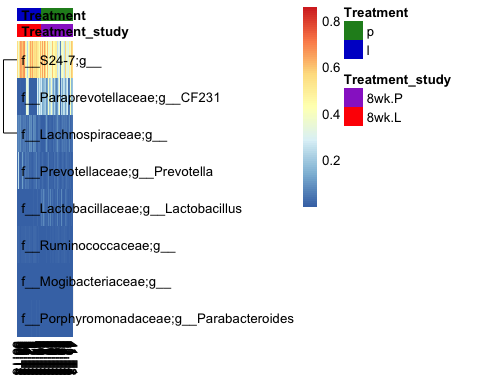 Treatment
Treatment_study
f__S24-7;g__
f__Paraprevotellaceae;g__CF231
f__Lachnospiraceae;g__
f__Prevotellaceae;g__Prevotella
f__Lactobacillaceae;g__Lactobacillus
f__Ruminococcaceae;g__
f__Mogibacteriaceae;g__
f__Porphyromonadaceae;g__Parabacteroides
0.8
0.6
0.4
0.2
Treatment
p
l
Treatment_study
8wk.P
8wk.L